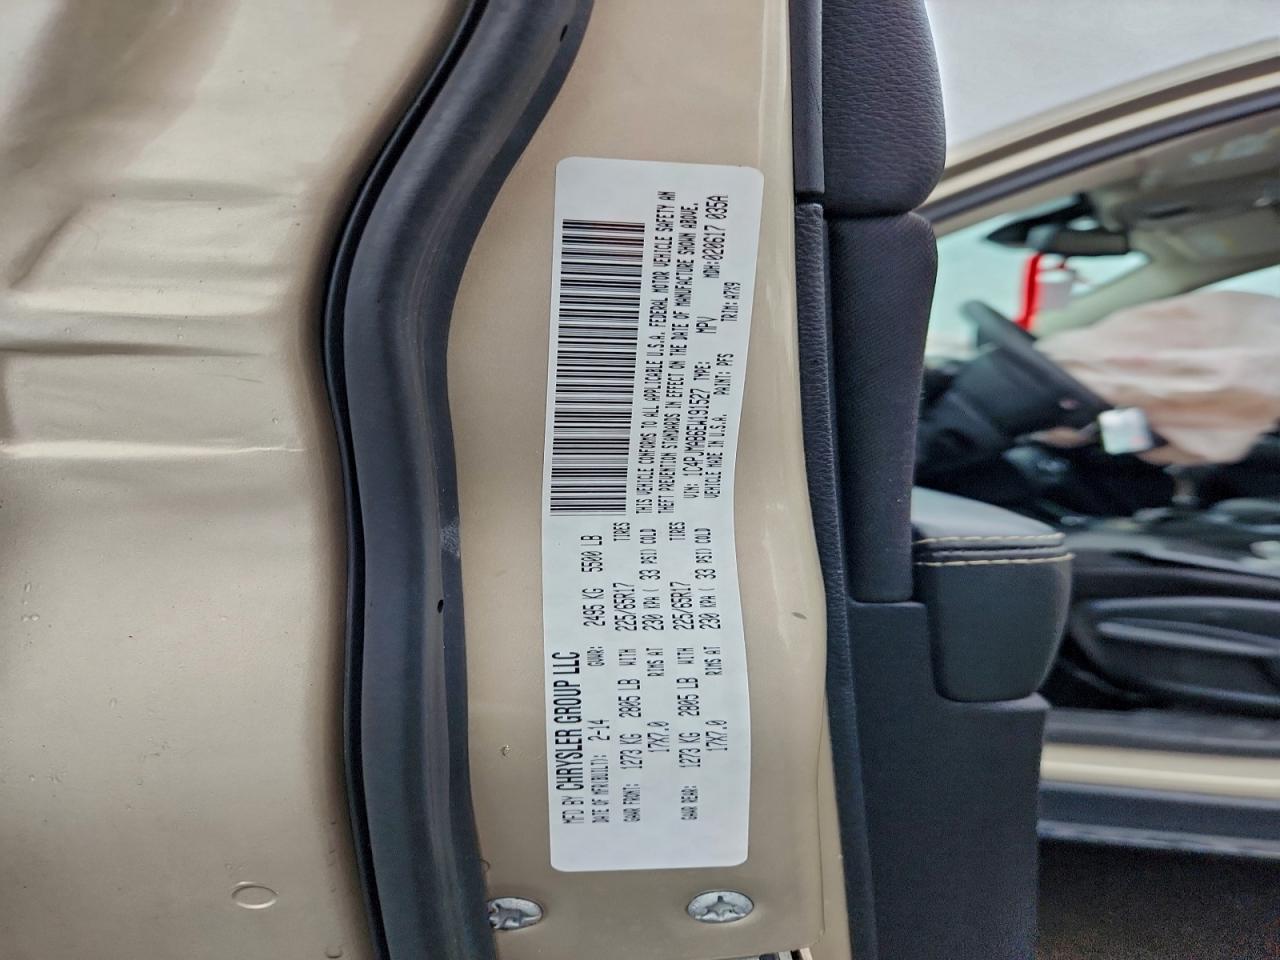 MFD BY CHRYSLER GROUP LLC
DATE OF MFR(BUILT): 2-14 GVWR: 2495 KG 5500 LB
GAWR FRONT: 1273 KG 2805 LB WITH 225/65R17 TIRES
17X7.0 RIMS AT 230 KPA ( 33 PSI) COLD
GAWR REAR: 1273 KG 2805 LB WITH 225/65R17 TIRES
17X7.0 RIMS AT 230 KPA ( 33 PSI) COLD
THIS VEHICLE CONFORMS TO ALL APPLICABLE U.S.A. FEDERAL MOTOR VEHICLE SAFETY AND
THEFT PREVENTION STANDARDS IN EFFECT ON THE DATE OF MANUFACTURE SHOWN ABOVE.
VIN: 1C4PJMAB6EW191527 TYPE: MPV MDH:020617 035A
VEHICLE MADE IN U.S.A. PAINT: PFS TRIM:A7X9